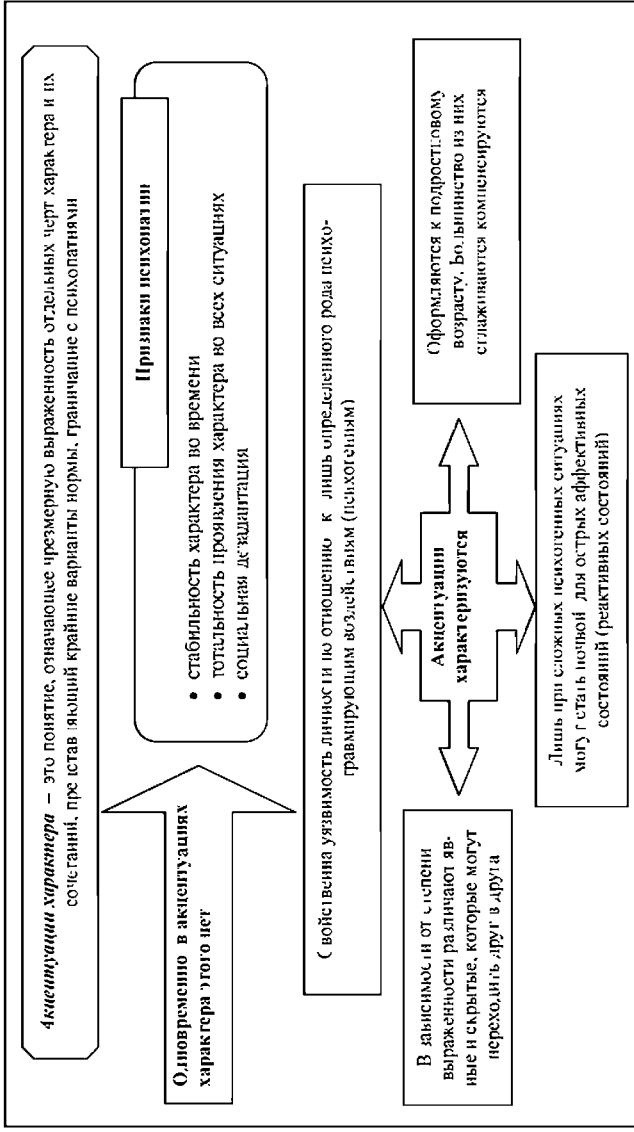 Акцентуации характера – это понятие, означающее чрезмерную выраженность отдельных черт характера и их
сочетаний, представляющий крайние варианты нормы, граничащие с психопатиями
Одновременно в акцентуациях
характера этого нет
Признаки психопатии
• стабильность характера во времени
• тотальность проявления характера во всех ситуациях
• социальная дезадаптация
Свойственна уязвимость личности по отношению к лишь определенного рода психо-
травмирующим воздействиям (психогениям)
В зависимости от степени
выраженности различают яв-
ные и скрытые, которые могут
переходить друг в друга
Акцентуации
характеризуются
Оформляются к подростковому
возрасту. Большинство из них
сглаживаются компенсируются
Лишь при сложных психогенных ситуациях
могут стать почвой для острых аффективных
состояний (реактивных состояний)